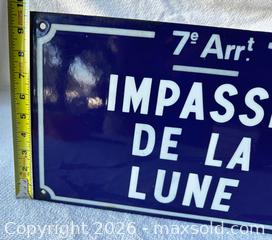 7e Arrt
IMPASS
DE LA
LUNE
Copyright 2026 - maxsold.com